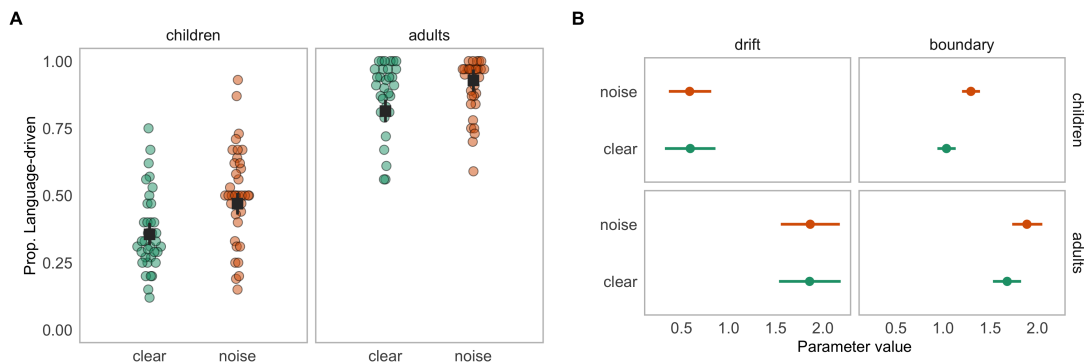 A
children
adults
Prop. Language-driven
1.00
0.75
0.50
0.25
0.00
clear
noise
clear
noise
B
drift
boundary
noise
clear
children
noise
clear
adults
0.5
1.0
1.5
2.0
0.5
1.0
1.5
2.0
Parameter value